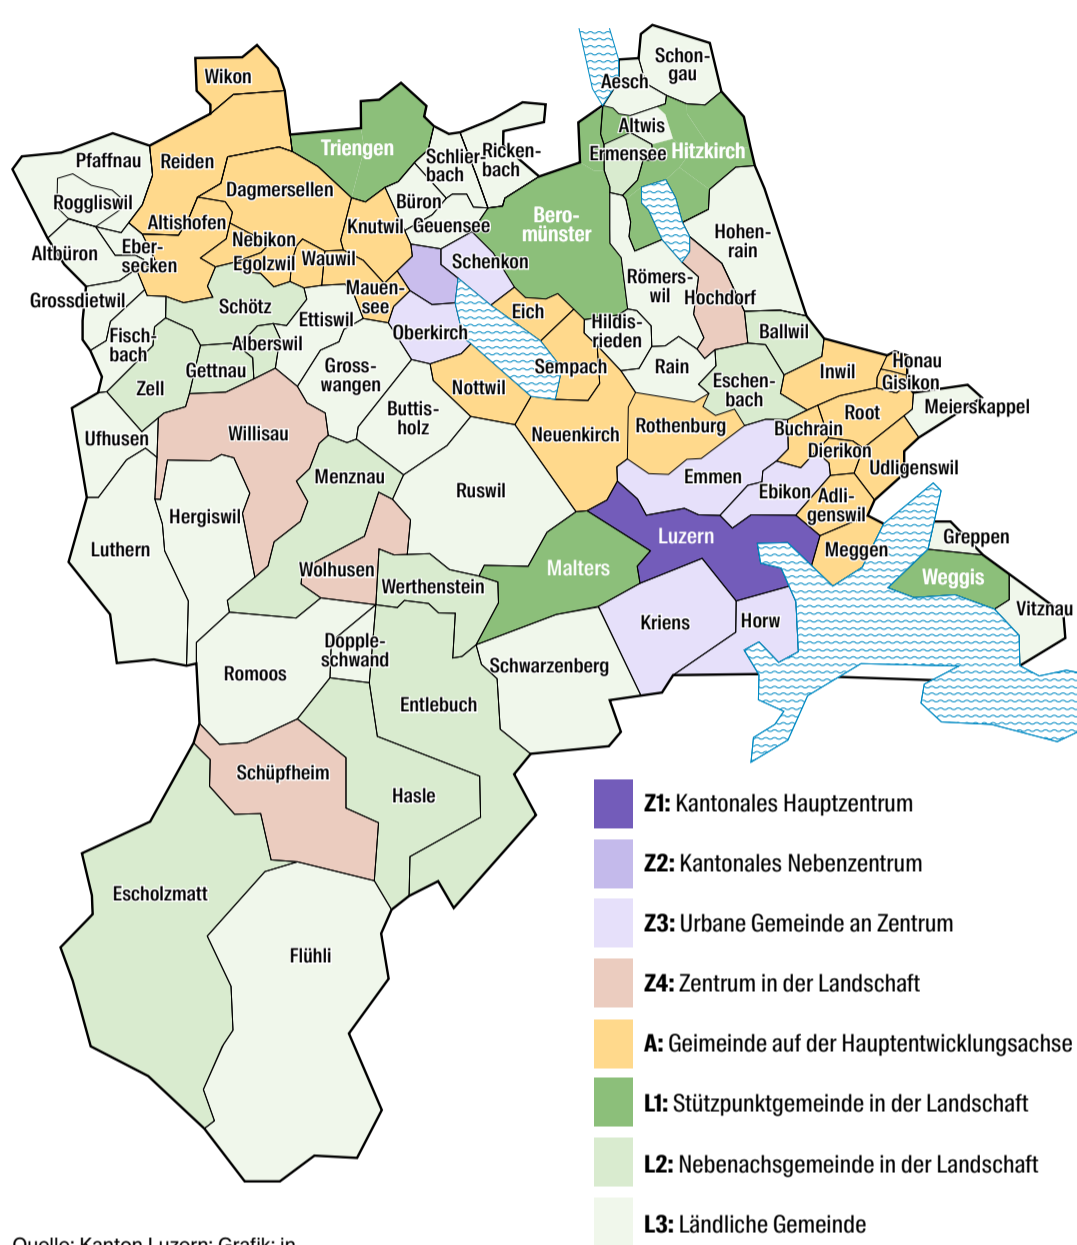 Schon-
gau
Aesch
Wikon
Altwis
Triengen
Ermensee
Hitzkirch
Pfaffnau
Reiden
Schlier-
bach
Ricken-
bach
Dagmersellen
Roggliswil
Büron
Altishofen
Knutwil
Geuensee
Bero-
münster
Hohen-
rain
Altbüron
Eber-
secken
Nebikon
Egolzwil
Wauwil
Schenkon
Römers-
wil
Grossdietwil
Mauen-
see
Hochdorf
Schötz
Eich
Ettiswil
Oberkirch
Hildis-
rieden
Ballwil
Fisch-
bach
Alberswil
Gettnau
Gross-
wangen
Sempach
Rain
Honau
Inwil
Gisikon
Zell
Nottwil
Eschen-
bach
Buttis-
holz
Root
Meierskappel
Ufhusen
Willisau
Neuenkirch
Rothenburg
Buchrain
Dierikon
Udligenswil
Menznau
Emmen
Ruswil
Ebikon
Adli-
genswil
Hergiswil
Luthern
Luzern
Meggen
Greppen
Wolhusen
Malters
Weggis
Werthenstein
Vitznau
Kriens
Horw
Dopple-
schwand
Romoos
Schwarzenberg
Entlebuch
Schüpfheim
Hasle
Escholzmatt
Flühli
Z1: Kantonales Hauptzentrum
Z2: Kantonales Nebenzentrum
Z3: Urbane Gemeinde an Zentrum
Z4: Zentrum in der Landschaft
A: Geimeinde auf der Hauptentwicklungsachse
L1: Stützpunktgemeinde in der Landschaft
L2: Nebenachsgemeinde in der Landschaft
L3: Ländliche Gemeinde
Quelle: Kanton Luzern; Grafik: jn